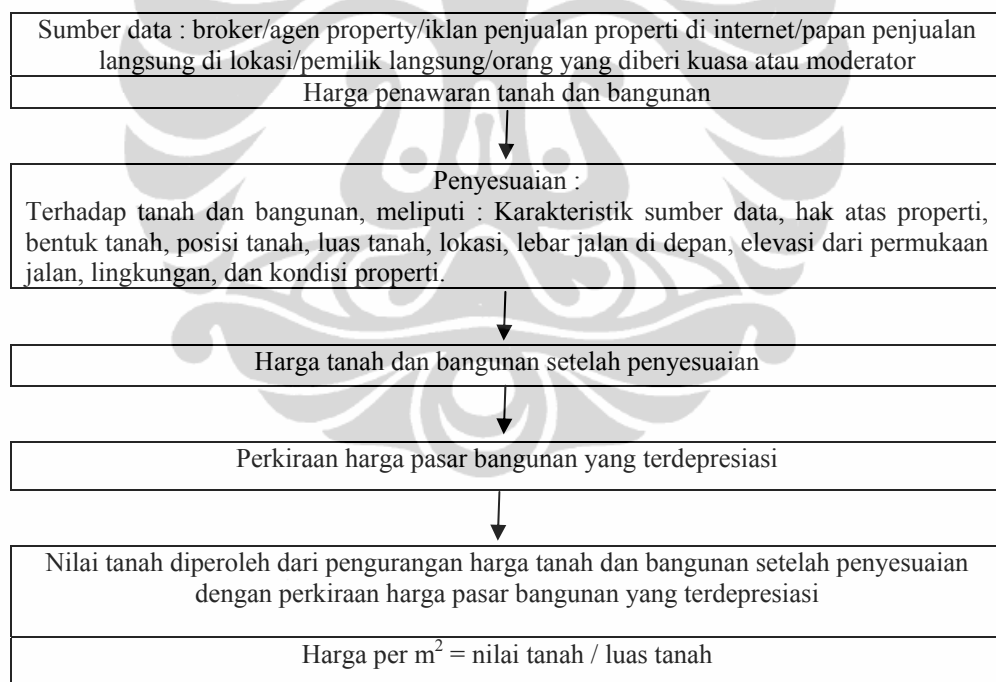 Sumber data : broker/agen property/iklan penjualan properti di internet/papan penjualan
langsung di lokasi/pemilik langsung/orang yang diberi kuasa atau moderator
Harga penawaran tanah dan bangunan
Penyesuaian :
Terhadap tanah dan bangunan, meliputi : Karakteristik sumber data, hak atas properti,
bentuk tanah, posisi tanah, luas tanah, lokasi, lebar jalan di depan, elevasi dari permukaan
jalan, lingkungan, dan kondisi properti.
Harga tanah dan bangunan setelah penyesuaian
Perkiraan harga pasar bangunan yang terdepresiasi
Nilai tanah diperoleh dari pengurangan harga tanah dan bangunan setelah penyesuaian
dengan perkiraan harga pasar bangunan yang terdepresiasi
Harga per m² = nilai tanah / luas tanah